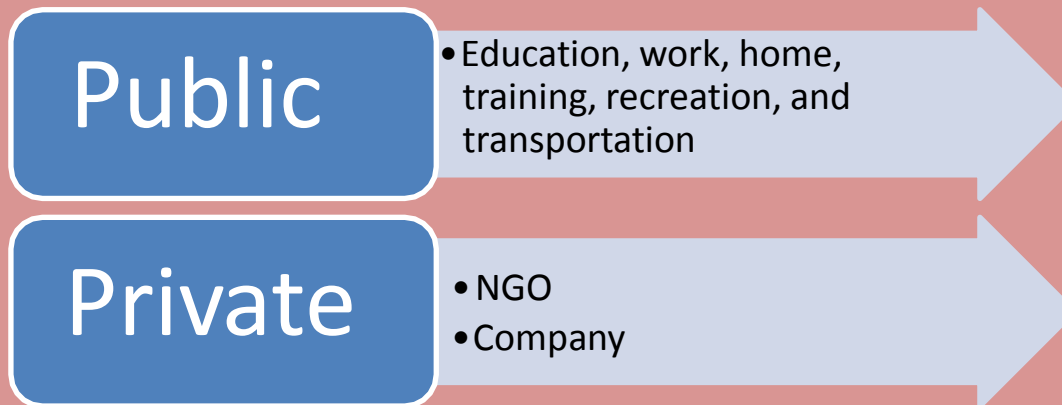 Public
•Education, work, home,
training, recreation, and
transportation
Private
•NGO
•Company